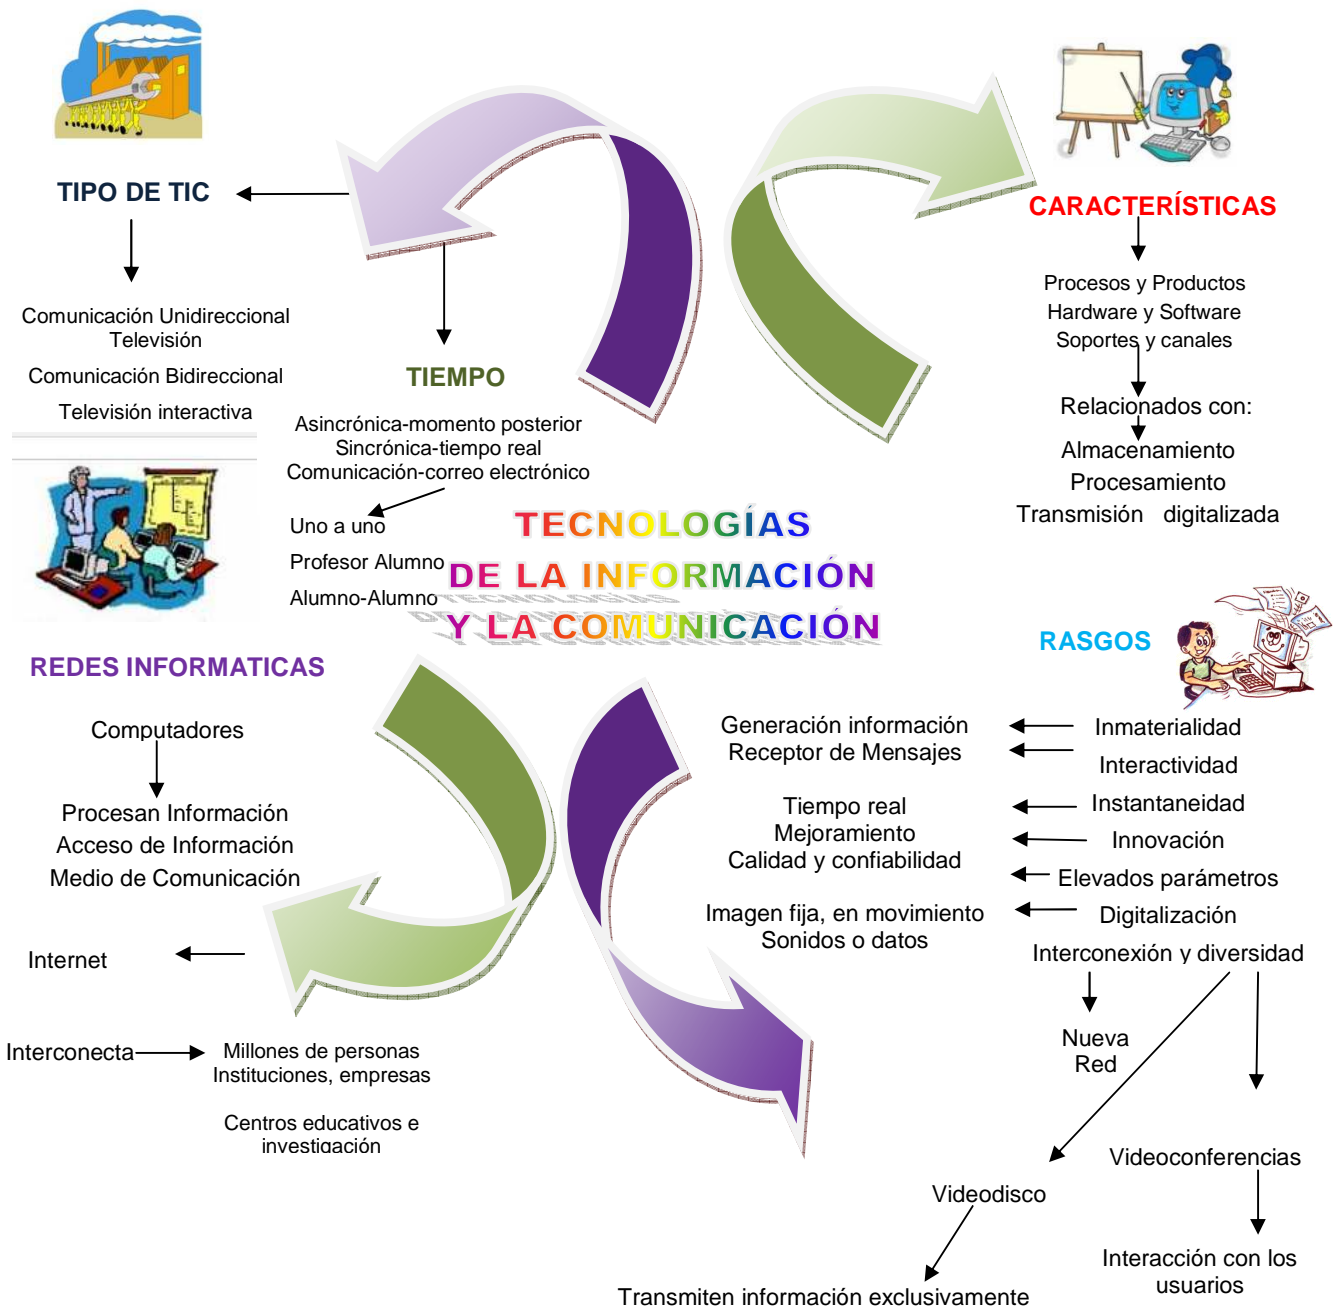 TIPO DE TIC
Comunicación Unidireccional
Televisión
Comunicación Bidireccional
Televisión interactiva
TIEMPO
Asincrónica-momento posterior
Sincrónica-tiempo real
Comunicación-correo electrónico
Uno a uno
Profesor Alumno
Alumno-Alumno
CARACTERÍSTICAS
Procesos y Productos
Hardware y Software
Soportes y canales
Relacionados con:
Almacenamiento
Procesamiento
Transmisión digitalizada
TECNOLOGÍAS
DE LA INFORMACIÓN
Y LA COMUNICACIÓN
REDES INFORMATICAS
Computadores
Procesan Información
Acceso de Información
Medio de Comunicación
Internet
Interconecta
Millones de personas
Instituciones, empresas
Centros educativos e
investigación
RASGOS
Generación información
Receptor de Mensajes
Tiempo real
Mejoramiento
Calidad y confiabilidad
Imagen fija, en movimiento
Sonidos o datos
Inmaterialidad
Interactividad
Instantaneidad
Innovación
Elevados parámetros
Digitalización
Interconexión y diversidad
Nueva
Red
Videodisco
Transmiten información exclusivamente
Videoconferencias
Interacción con los
usuarios